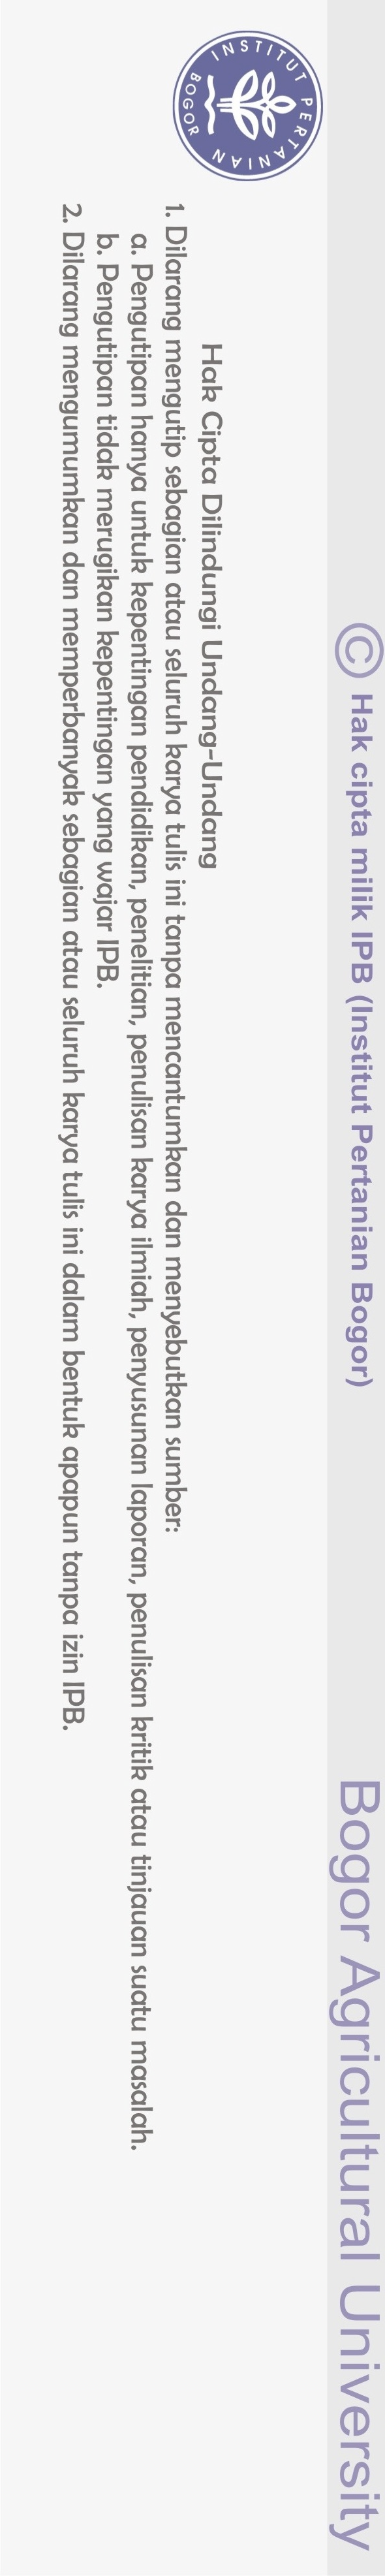 © Hak cipta milik IPB (Institut Pertanian Bogor)
Bogor Agricultural University
INSTITUT PERTANIAN
BOGOR
Hak Cipta Dilindungi Undang-Undang
1. Dilarang mengutip sebagian atau seluruh karya tulis ini tanpa mencantumkan dan menyebutkan sumber:
a. Pengutipan hanya untuk kepentingan pendidikan, penelitian, penulisan karya ilmiah, penyusunan laporan, penulisan kritik atau tinjauan suatu masalah.
b. Pengutipan tidak merugikan kepentingan yang wajar IPB.
2. Dilarang mengumumkan dan memperbanyak sebagian atau seluruh karya tulis ini dalam bentuk apapun tanpa izin IPB.